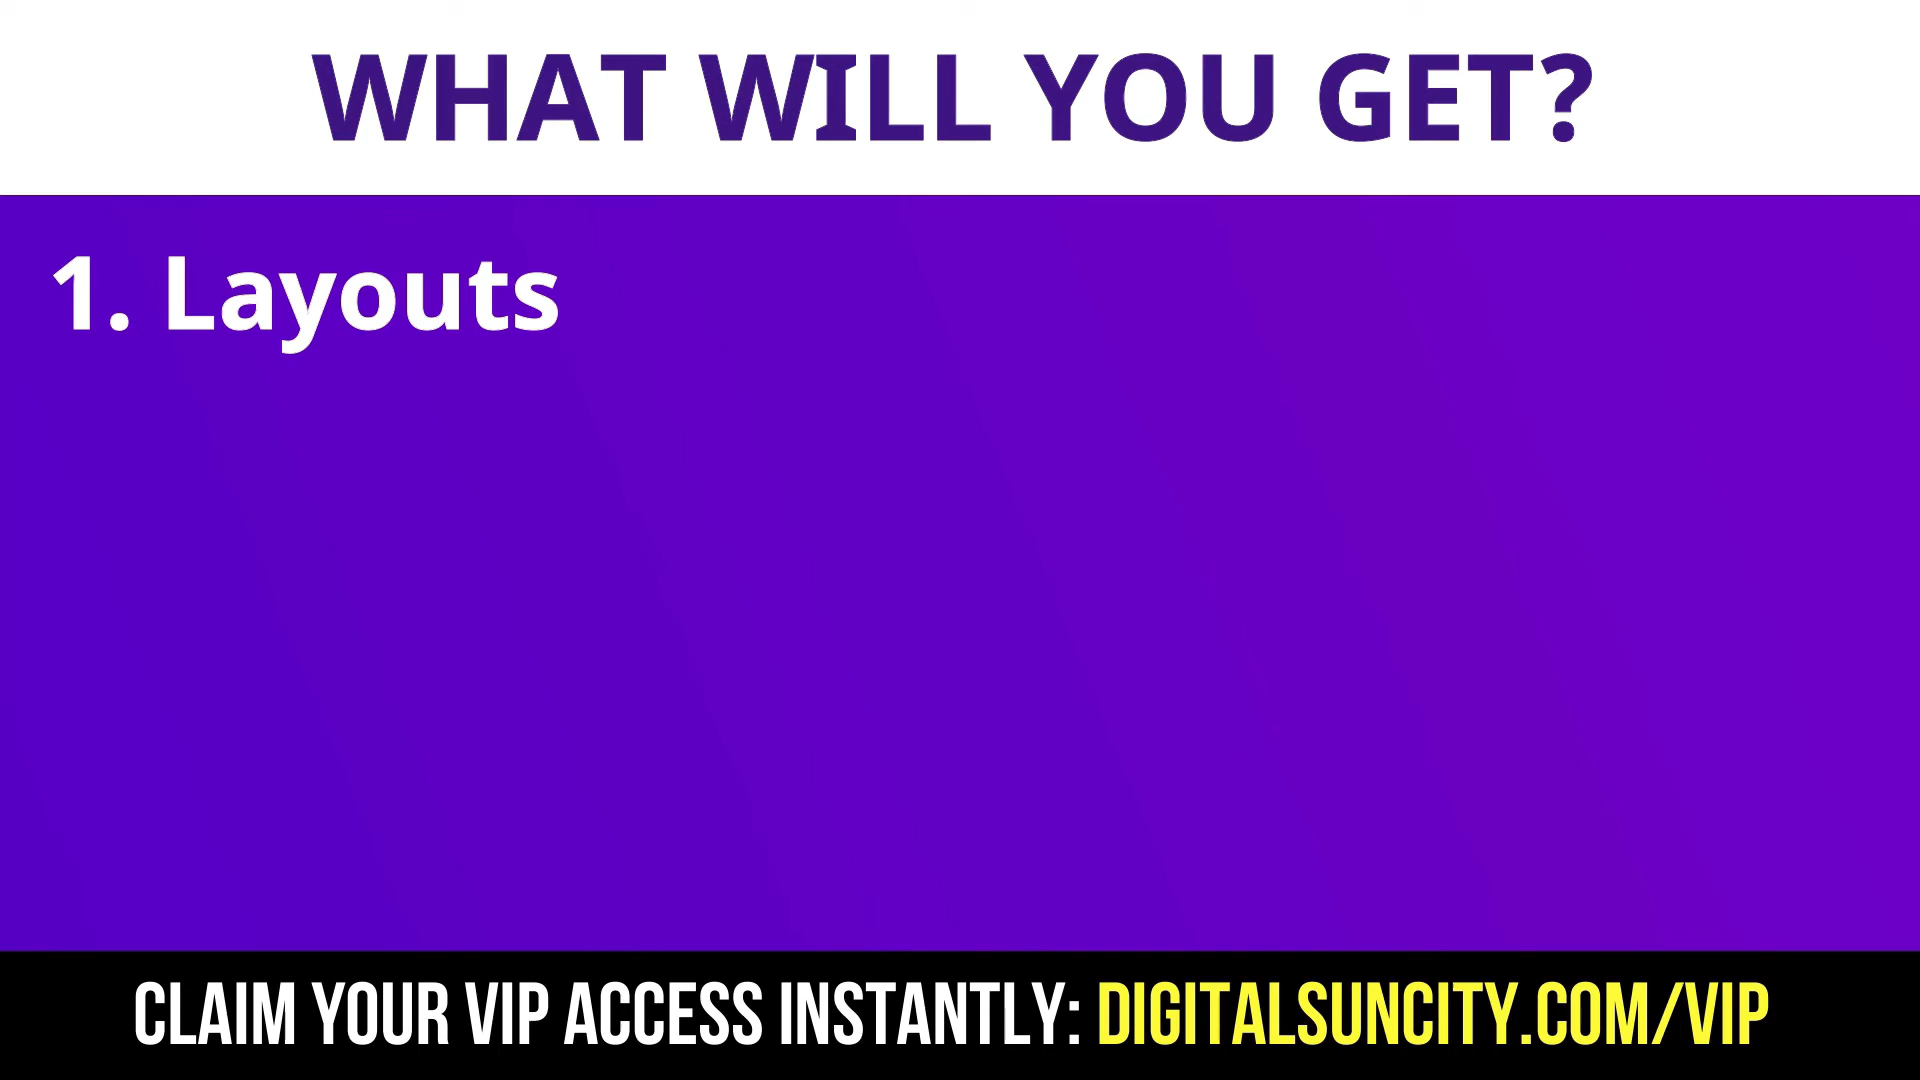 WHAT WILL YOU GET?
1. Layouts
CLAIM YOUR VIP ACCESS INSTANTLY: DIGITALSUNCITY.COM/VIP